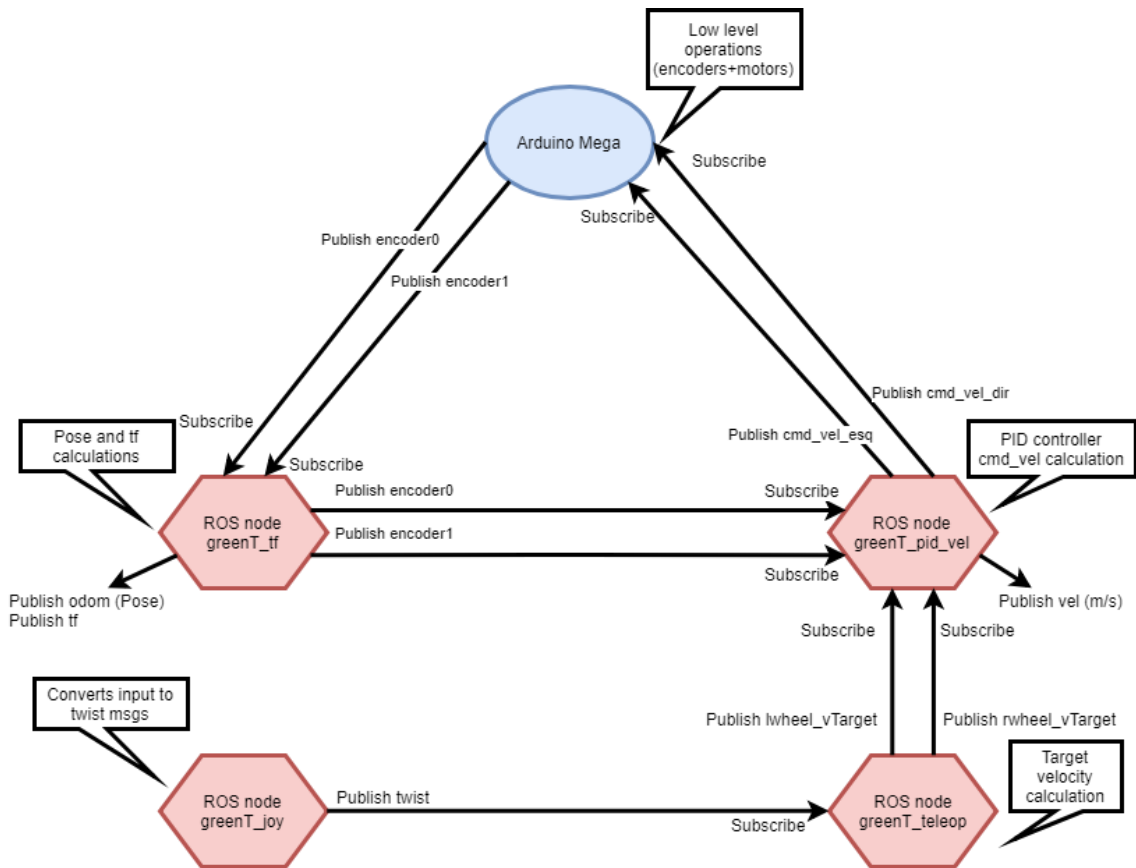 Low level
operations
(encoders+motors)
Arduino Mega
Subscribe
Subscribe
Publish encoder0
Publish encoder1
Publish cmd_vel_dir
Subscribe
Publish cmd_vel_esq
Pose and tf
calculations
PID controller
cmd_vel calculation
Subscribe
Publish encoder0
Subscribe
ROS node
greenT_tf
ROS node
greenT_pid_vel
Publish encoder1
Subscribe
Publish odom (Pose)
Publish tf
Publish vel (m/s)
Subscribe
Subscribe
Converts input to
twist msgs
Publish lwheel_vTarget
Publish rwheel_vTarget
Target
velocity
calculation
ROS node
greenT_joy
Publish twist
Subscribe
ROS node
greenT_teleop